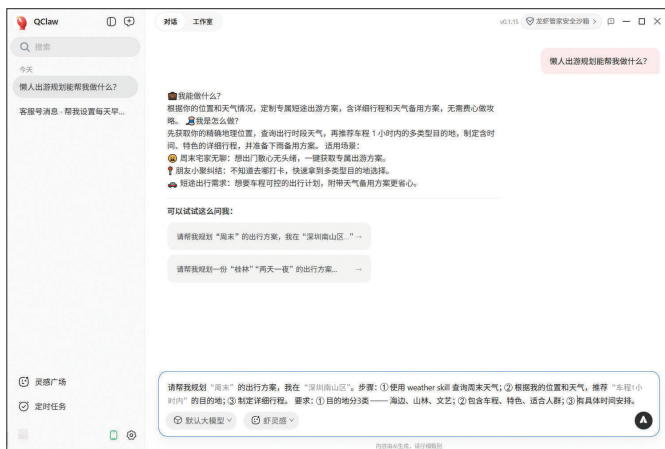 QClaw
对话 工作室
v0.1.15 龙虾管家安全沙箱 >
搜索
今天
懒人出游规划能帮我做什么?
客服号消息 · 帮我设置每天早...
懒人出游规划能帮我做什么?
我能做什么?
根据你的位置和天气情况,定制专属短途出游方案,含详细行程和天气备用方案,无需费心做攻
略。 我是怎么做?
先获取你的精确地理位置,查询出行时段天气,再推荐车程 1 小时内的多类型目的地,制定含时
间、特色的详细行程,并准备下雨备用方案。 适用场景:
周末宅家无聊:想出门散心无头绪,一键获取专属出游方案。
朋友小聚纠结:不知道去哪打卡,快速拿到多类型目的地选择。
短途出行需求:想要车程可控的出行计划,附带天气备用方案更省心。
可以试试这么问我:
请帮我规划“周末”的出行方案,我在“深圳南山区...” →
请帮我规划一份“桂林”“两天一夜”的出行方案... →
灵感广场
定时任务
请帮我规划“周末”的出行方案,我在“深圳南山区”。步骤:①使用 weather skill 查询周末天气;②根据我的位置和天气,推荐“车程1小
时内”的目的地;③制定详细行程。 要求:①目的地分3类——海边、山林、文艺;②包含车程、特色、适合人群;③有具体时间安排。
默认大模型 虾灵感
内容由AI生成,请仔细甄别